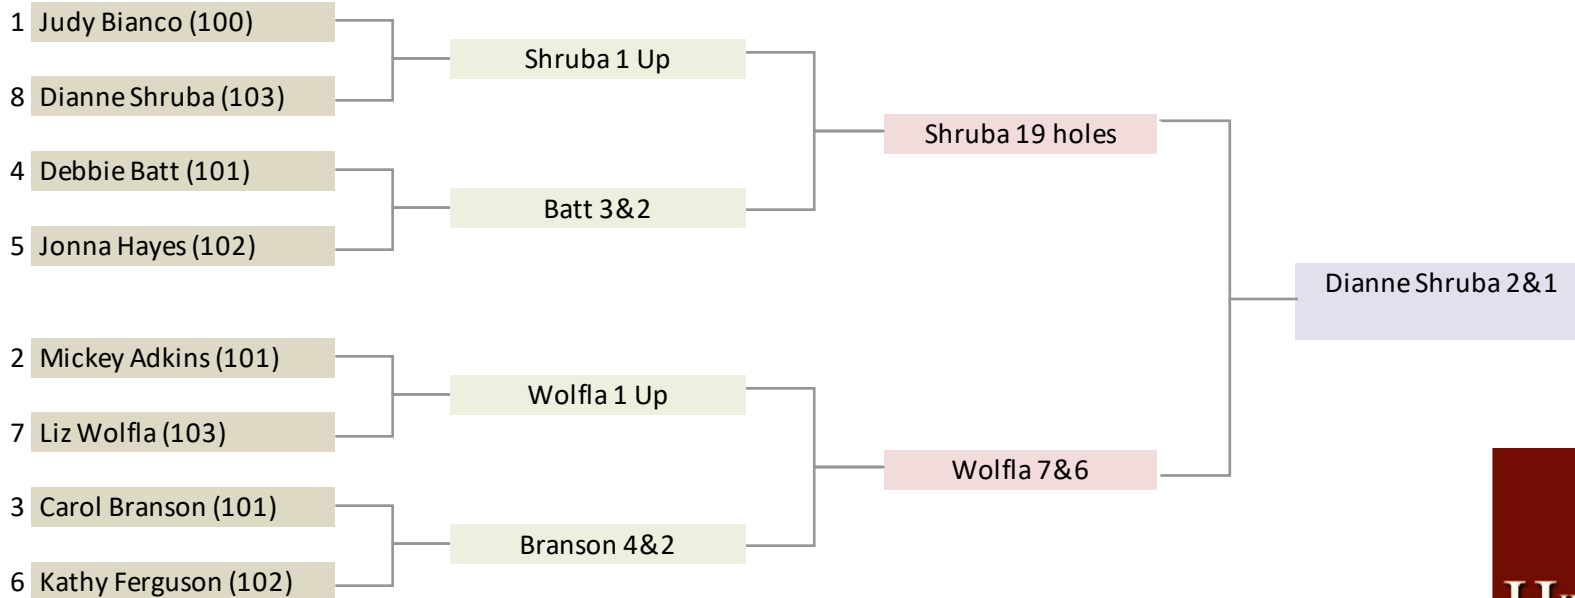 1 Judy Bianco (100)
Shruba 1 Up
8 Dianne Shruba (103)
Shruba 19 holes
4 Debbie Batt (101)
Batt 3&2
5 Jonna Hayes (102)
Dianne Shruba 2&1
2 Mickey Adkins (101)
Wolfla 1 Up
7 Liz Wolfla (103)
Wolfla 7&6
3 Carol Branson (101)
Branson 4&2
6 Kathy Ferguson (102)